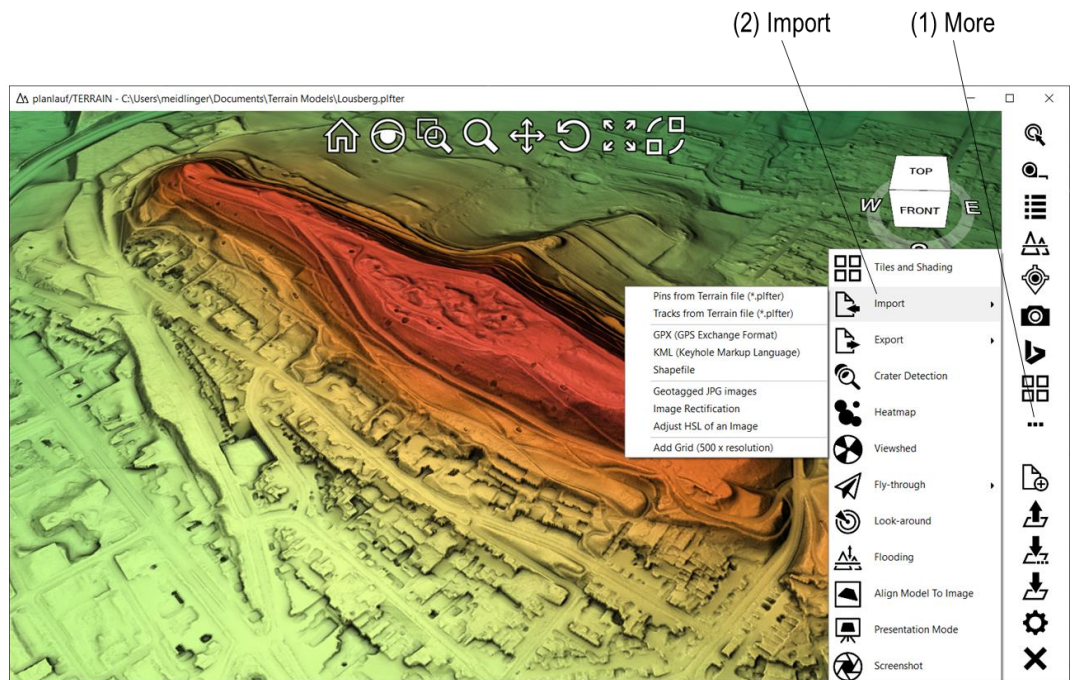 (2) Import
(1) More
planlauf/TERRAIN - C:\Users\meidlinger\Documents\Terrain Models\Lousberg.plfter
TOP
W
FRONT
E
Tiles and Shading
Import
Export
Crater Detection
Heatmap
Viewshed
Fly-through
Look-around
Flooding
Align Model To Image
Presentation Mode
Screenshot
Pins from Terrain file (*.plfter)
Tracks from Terrain file (*.plfter)
GPX (GPS Exchange Format)
KML (Keyhole Markup Language)
Shapefile
Geotagged JPG images
Image Rectification
Adjust HSL of an Image
Add Grid (500 x resolution)